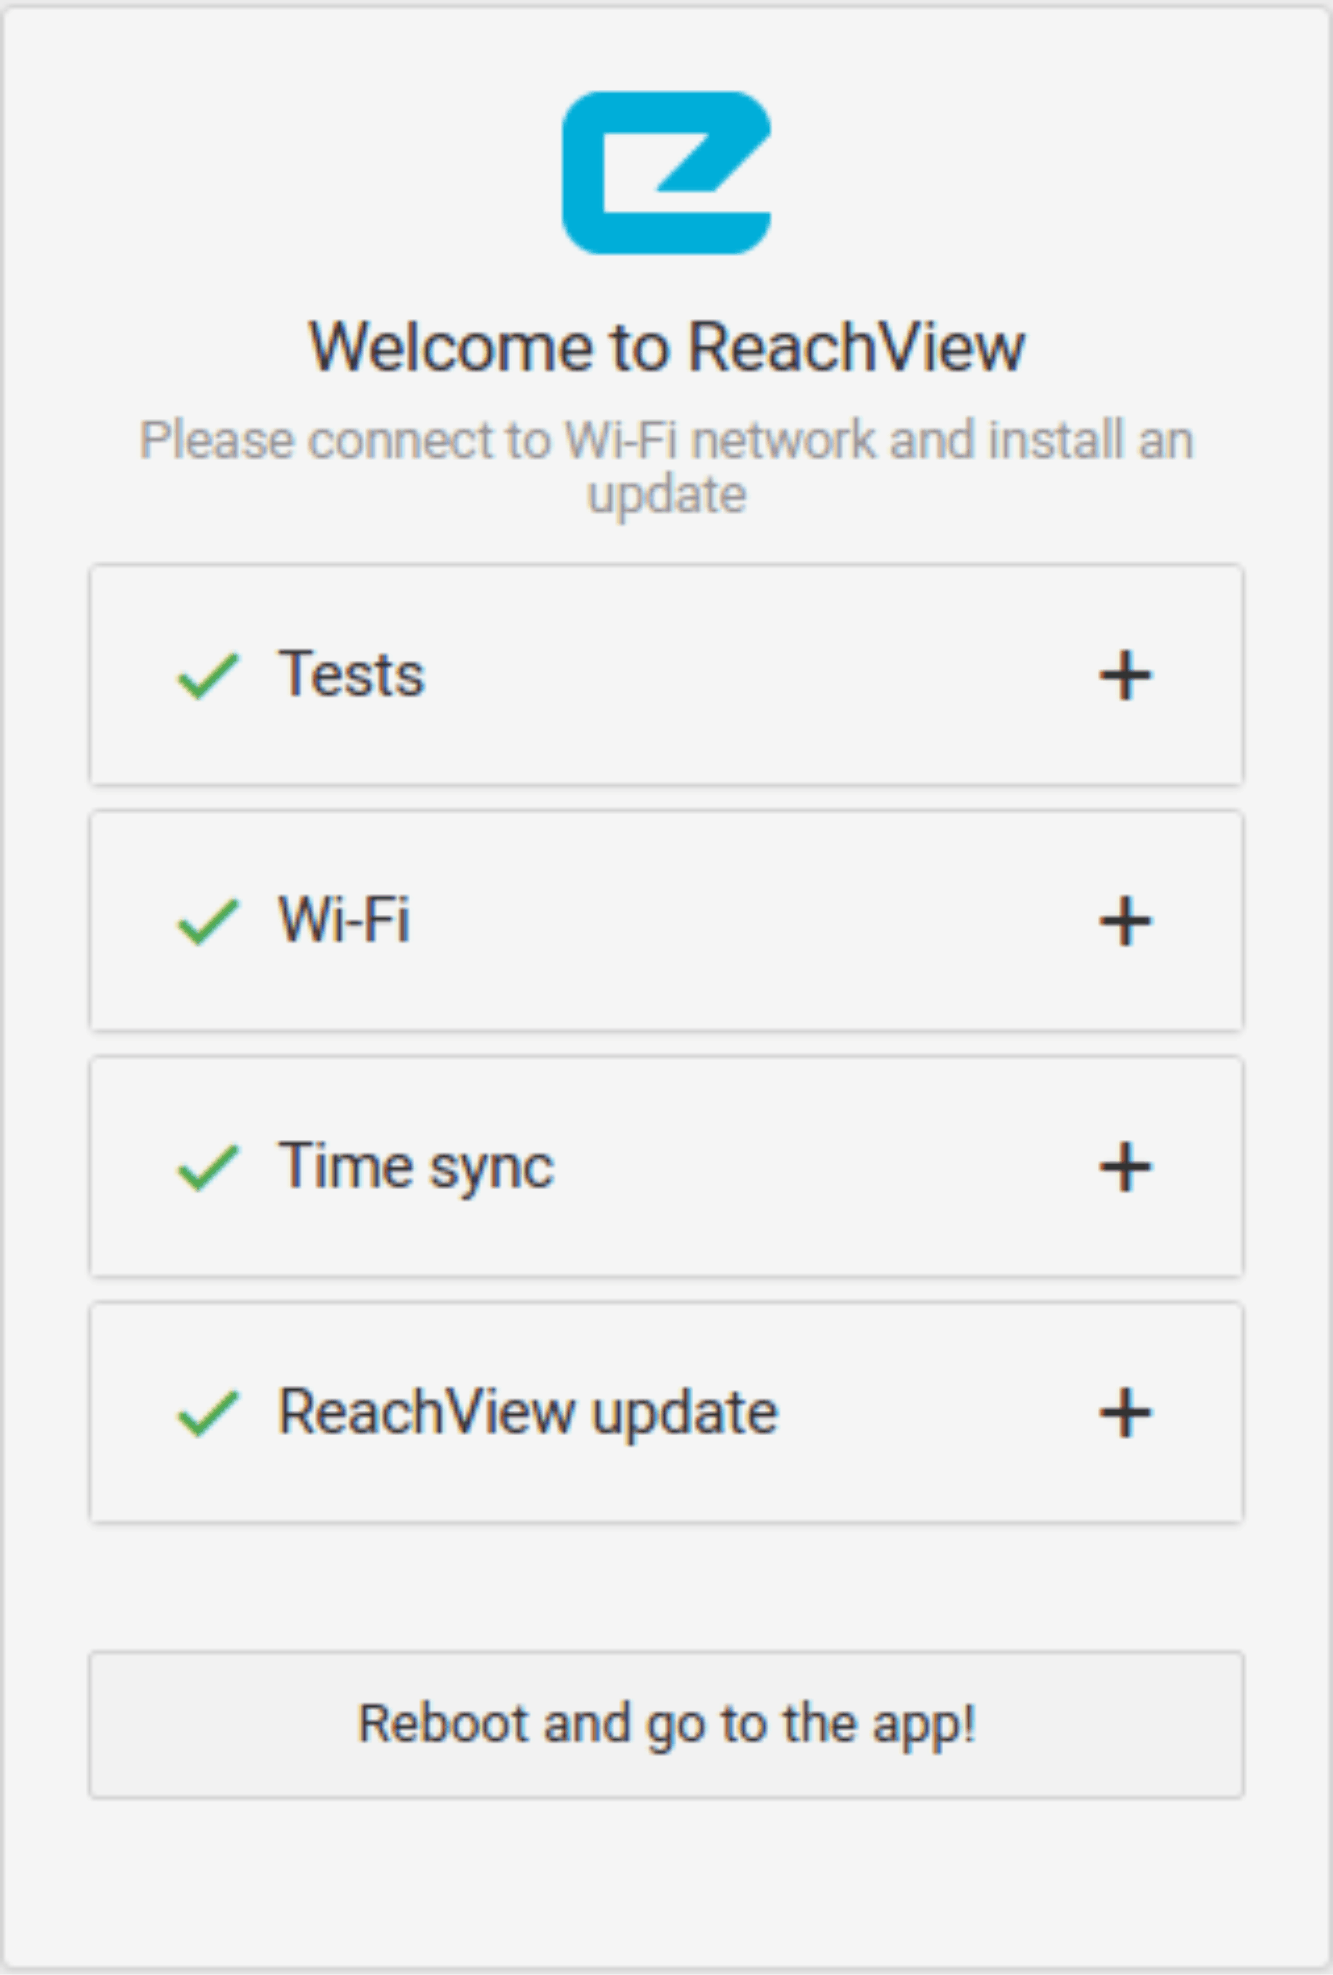 Welcome to ReachView
Please connect to Wi-Fi network and install an
update
Tests
Wi-Fi
Time sync
ReachView update
Reboot and go to the app!